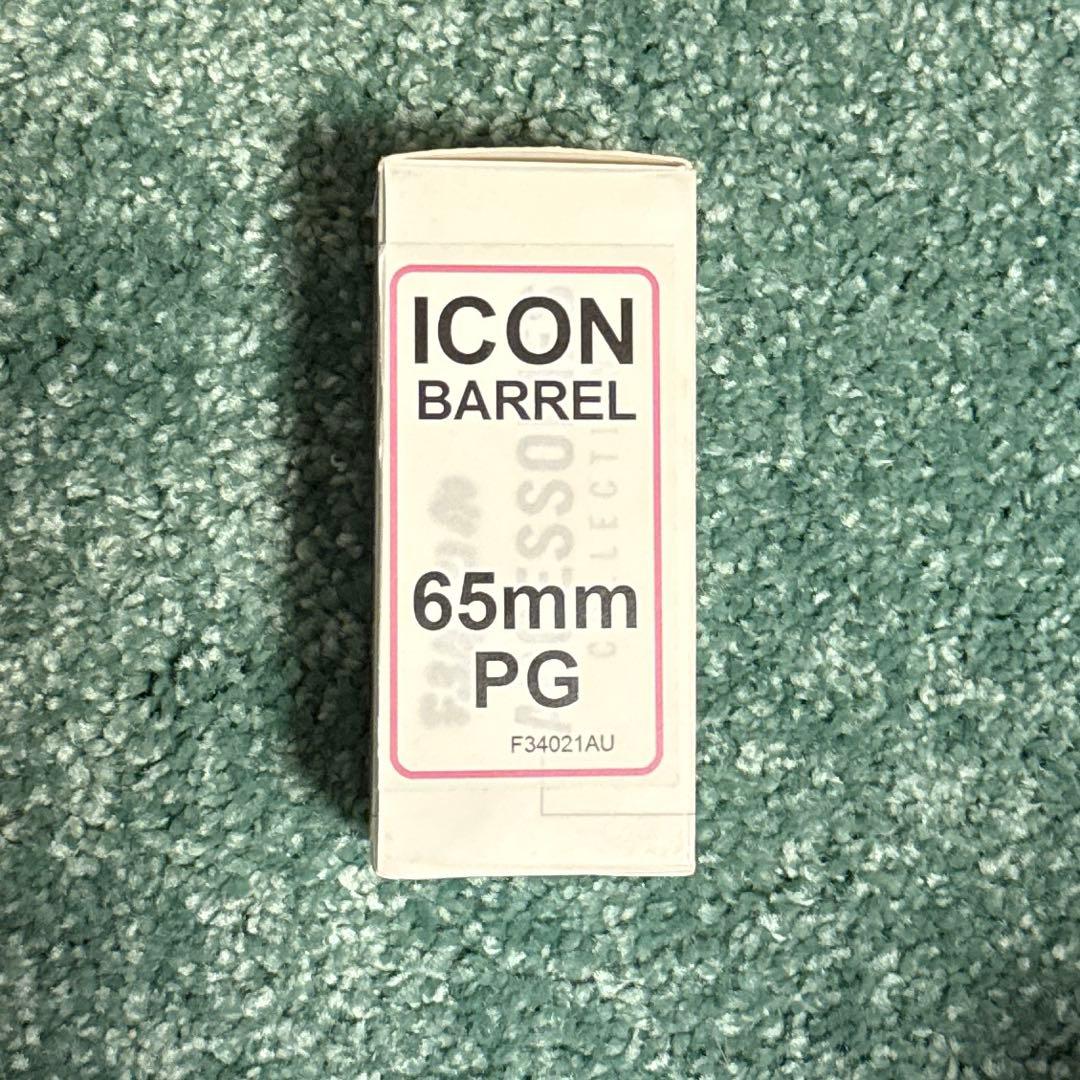 ICON
BARREL
65mm
PG
F34021AU